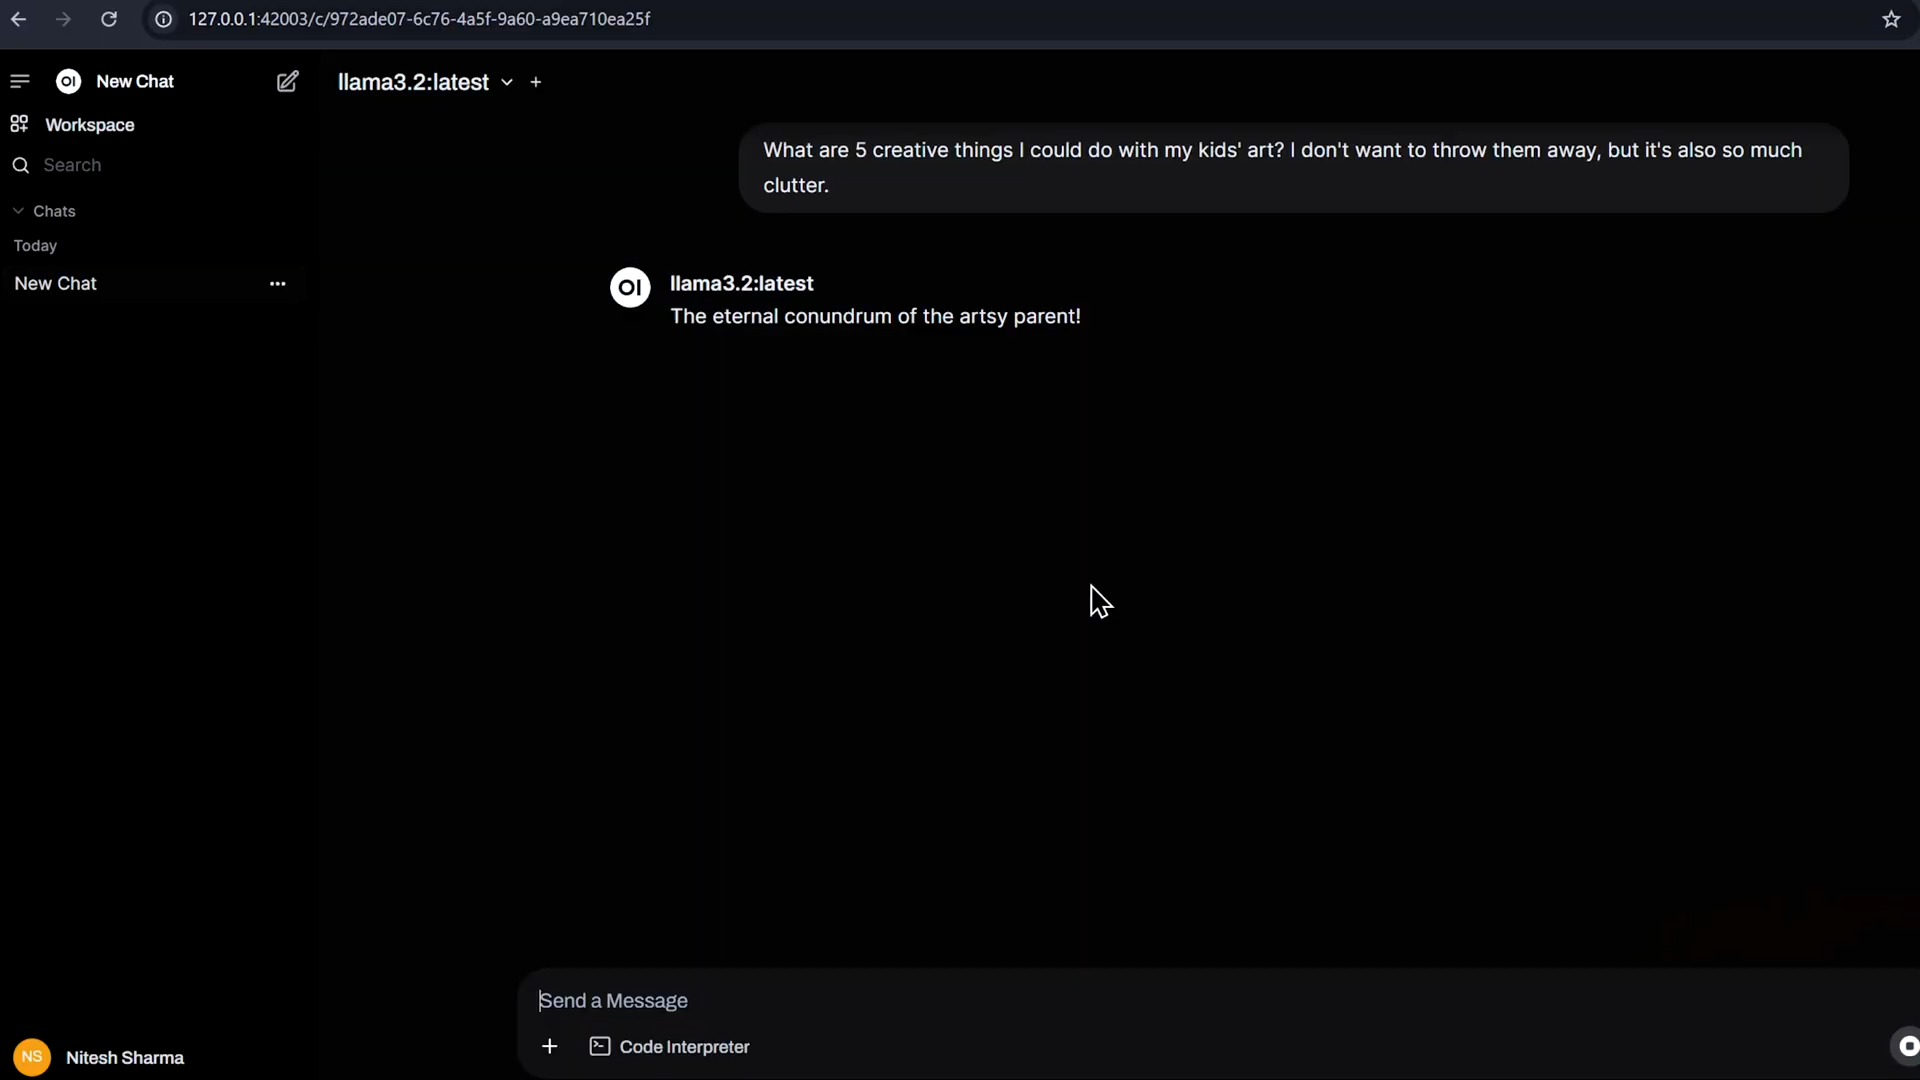 127.0.0.1:42003/c/972ade07-6c76-4a5f-9a60-a9ea710ea25f
OI New Chat
llama3.2:latest
Workspace
Search
Chats
Today
New Chat
What are 5 creative things I could do with my kids' art? I don't want to throw them away, but it's also so much
clutter.
OI llama3.2:latest
The eternal conundrum of the artsy parent!
Send a Message
Code Interpreter
NS Nitesh Sharma